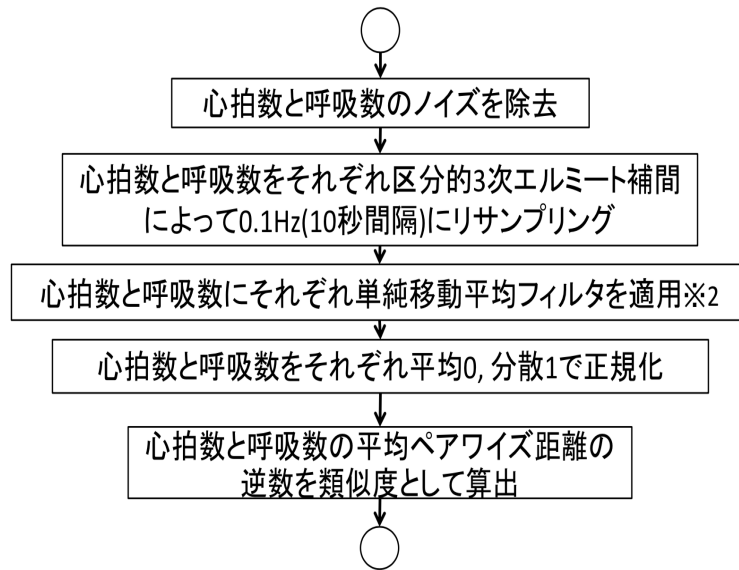 心拍数と呼吸数のノイズを除去
心拍数と呼吸数をそれぞれ区分的3次エルミート補間
によって0.1Hz(10秒間隔)にリサンプリング
心拍数と呼吸数にそれぞれ単純移動平均フィルタを適用※2
心拍数と呼吸数をそれぞれ平均0, 分散1で正規化
心拍数と呼吸数の平均ペアワイズ距離の
逆数を類似度として算出